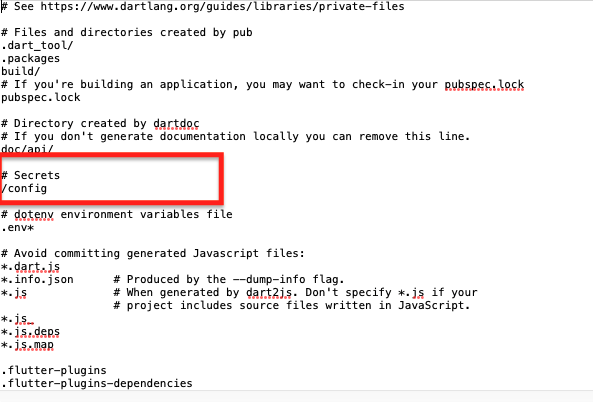 # See https://www.dartlang.org/guides/libraries/private-files
# Files and directories created by pub
.dart_tool/
.packages
build/
# If you're building an application, you may want to check-in your pubspec.lock
pubspec.lock
# Directory created by dartdoc
# If you don't generate documentation locally you can remove this line.
doc/api/
# Secrets
/config
# dotenv environment variables file
.env*
# Avoid committing generated Javascript files:
*.dart.js
*.info.json      # Produced by the --dump-info flag.
*.js             # When generated by dart2js. Don't specify *.js if your
                 # project includes source files written in JavaScript.
*.js_
*.js.deps
*.js.map
.flutter-plugins
.flutter-plugins-dependencies